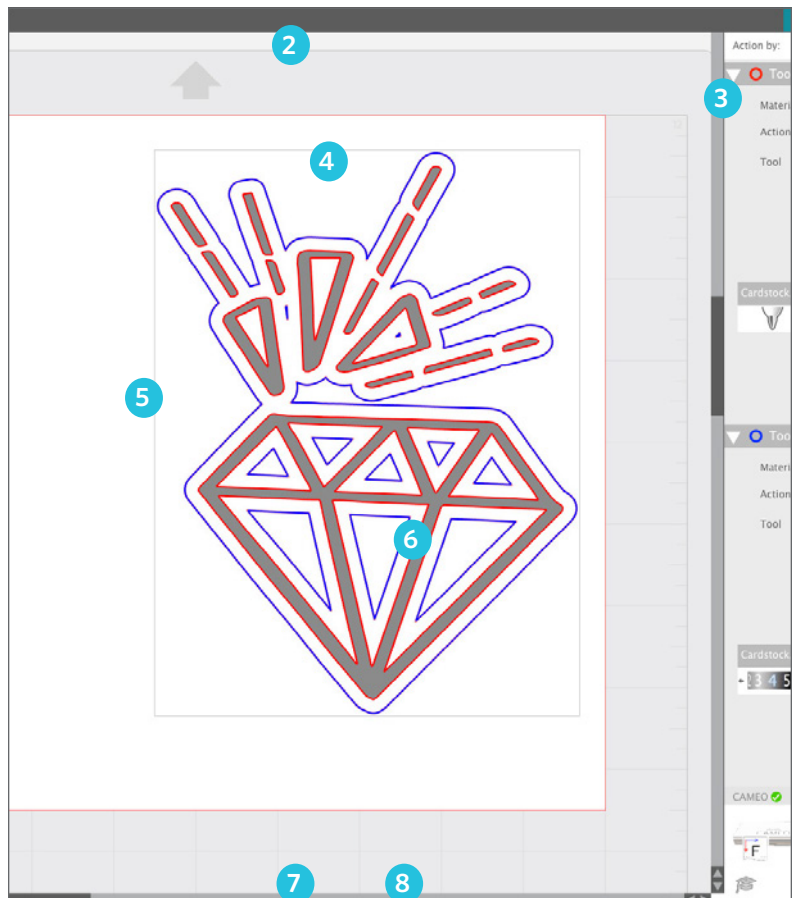 2
Action by:
3
Too
Materi
Action
Tool
4
Cardstock
5
Too
Materi
Action
Tool
6
Cardstock
2 3 4 5
CAMEO
F
7
8